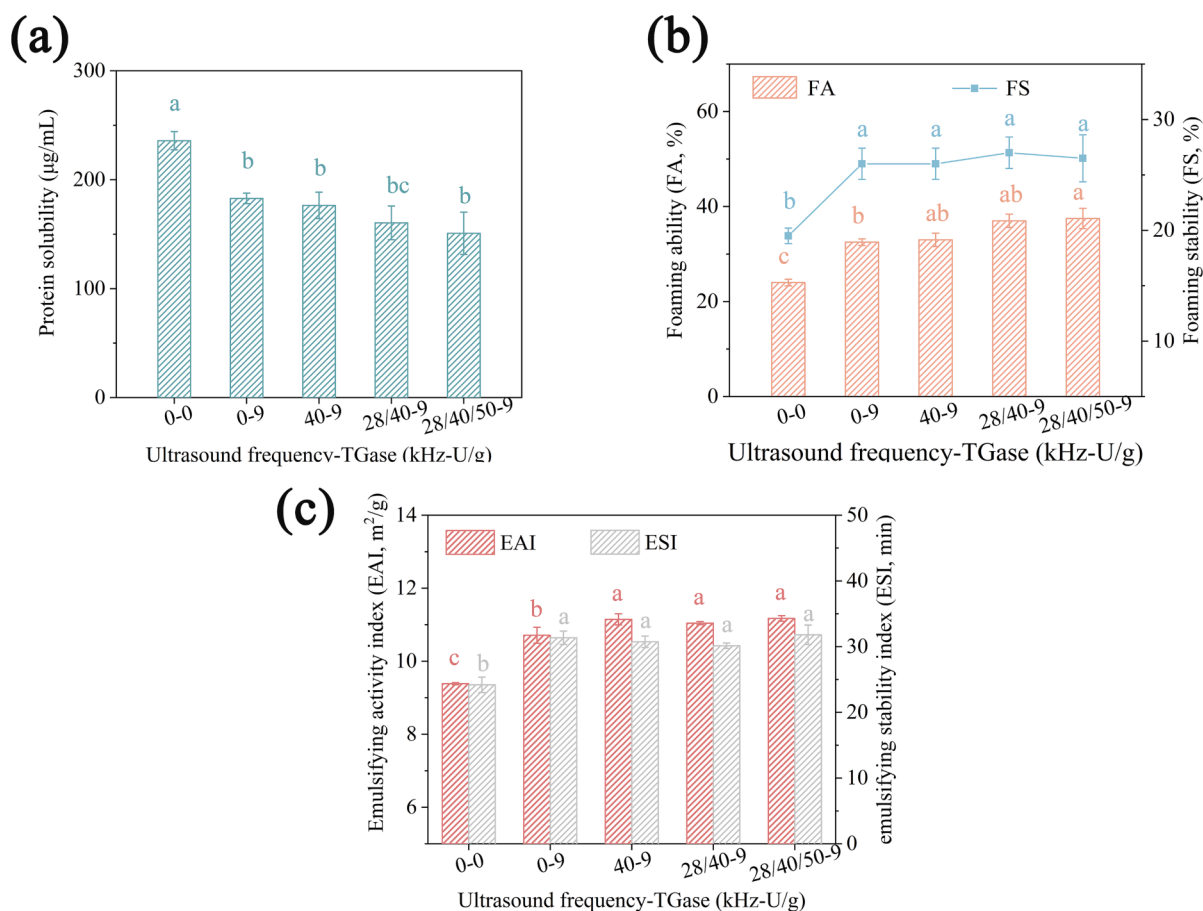 (a)
Protein solubility (μg/mL)
300
200
100
0
a
b
b
bc
b
0-0
0-9
40-9
28/40-9
28/40/50-9
Ultrasound frequency-TGase (kHz-U/g)
(b)
Foaming ability (FA, %)
60
40
20
0
FA
FS
b
a
a
a
a
c
b
ab
ab
a
30
20
10
Foaming stability (FS, %)
0-0
0-9
40-9
28/40-9
28/40/50-9
Ultrasound frequency-TGase (kHz-U/g)
(c)
Emulsifying activity index (EAI, m²/g)
14
12
10
8
6
EAI
ESI
c
b
b
a
a
a
a
a
a
a
50
40
30
20
10
0
emulsifying stability index (ESI, min)
0-0
0-9
40-9
28/40-9
28/40/50-9
Ultrasound frequency-TGase (kHz-U/g)